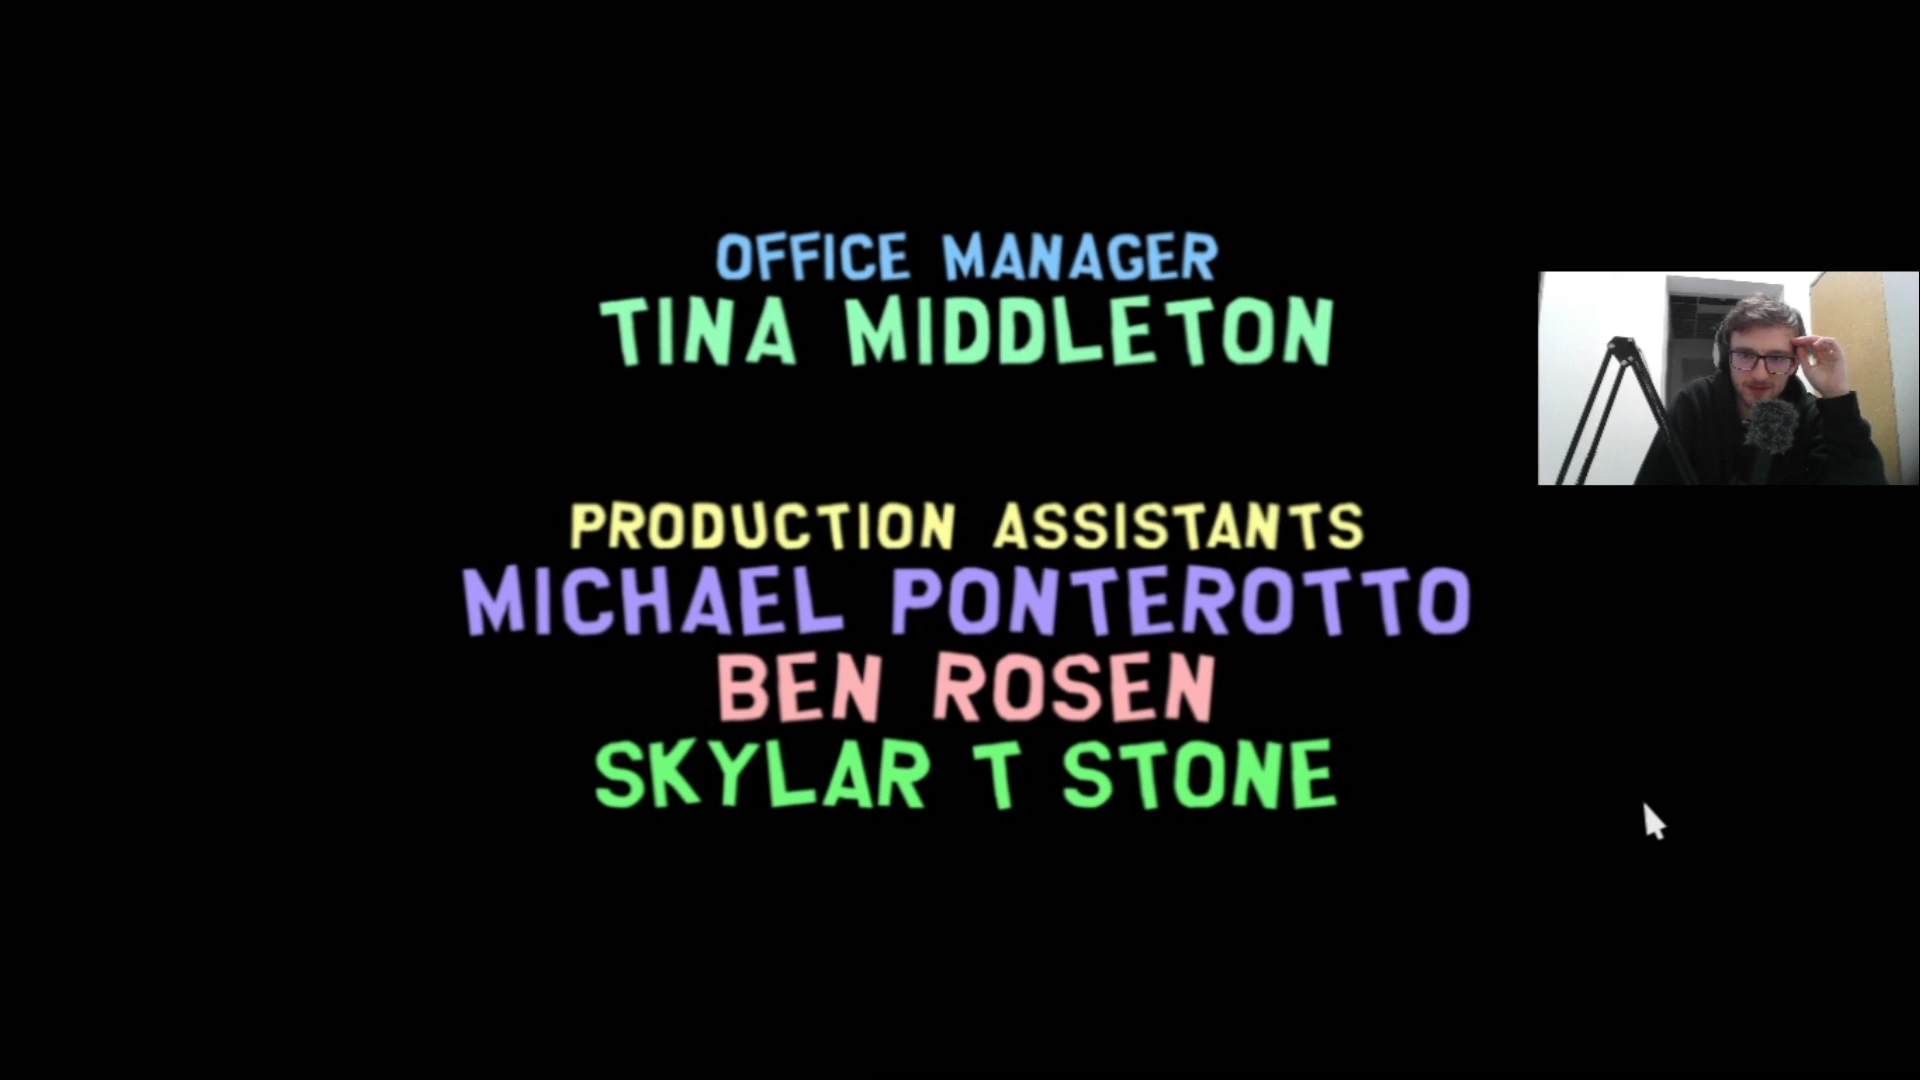 OFFICE MANAGER
TINA MIDDLETON
PRODUCTION ASSISTANTS
MICHAEL PONTEROTTO
BEN ROSEN
SKYLAR T STONE